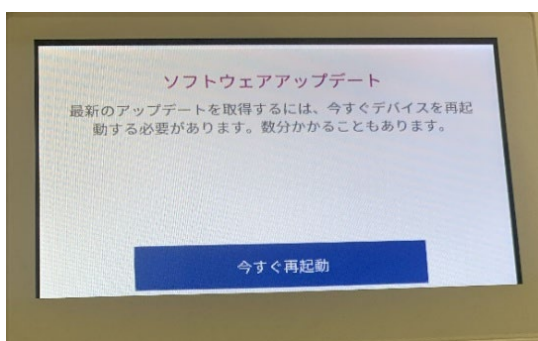 ソフトウェアアップデート
最新のアップデートを取得するには、今すぐデバイスを再起
動する必要があります。数分かかることもあります。
今すぐ再起動